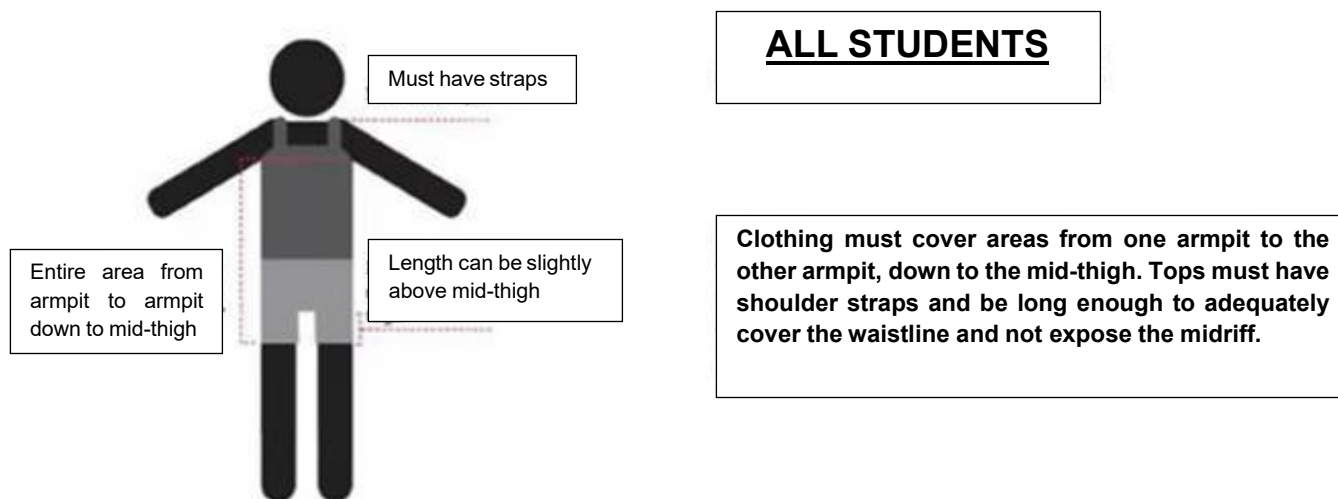 ALL STUDENTS
Must have straps
Entire area from
armpit to armpit
down to mid-thigh
Length can be slightly
above mid-thigh
Clothing must cover areas from one armpit to the
other armpit, down to the mid-thigh. Tops must have
shoulder straps and be long enough to adequately
cover the waistline and not expose the midriff.